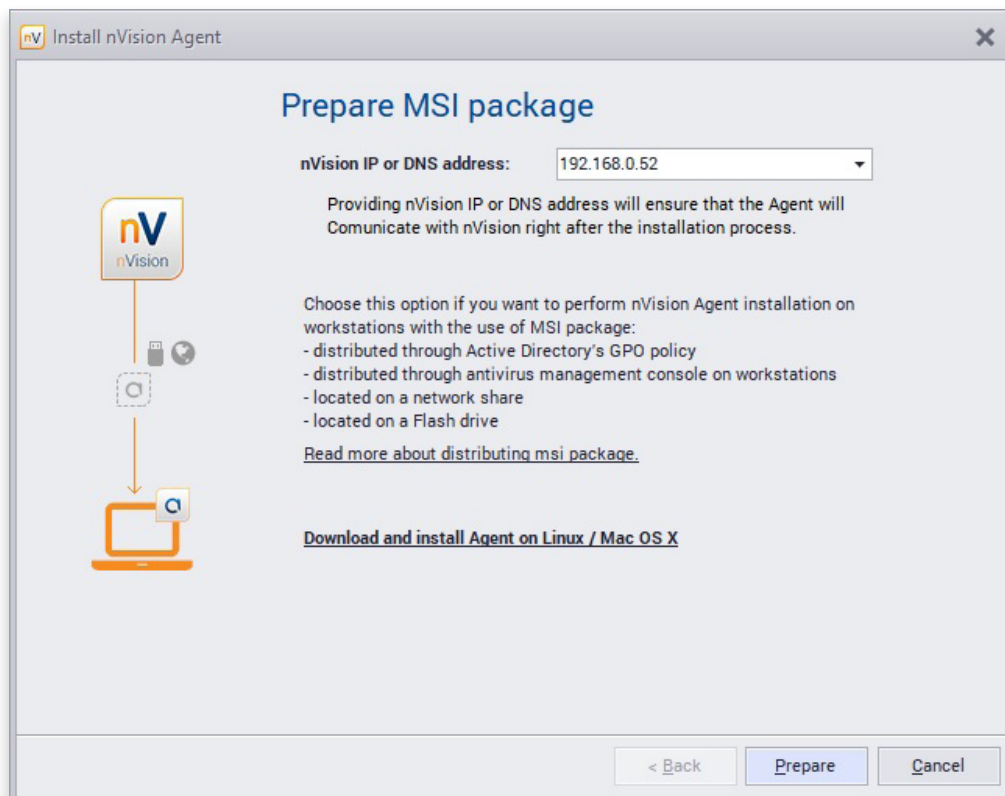 nV Install nVision Agent
Prepare MSI package
nVision IP or DNS address: 192.168.0.52
Providing nVision IP or DNS address will ensure that the Agent will
Comunicate with nVision right after the installation process.
nV
nVision
Choose this option if you want to perform nVision Agent installation on
workstations with the use of MSI package:
- distributed through Active Directory's GPO policy
- distributed through antivirus management console on workstations
- located on a network share
- located on a Flash drive
Read more about distributing msi package.
Download and install Agent on Linux / Mac OS X
< Back Prepare Cancel